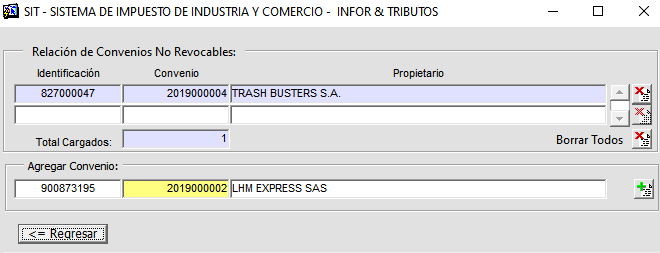 SIT - SISTEMA DE IMPUESTO DE INDUSTRIA Y COMERCIO - INFOR & TRIBUTOS
Relación de Convenios No Revocables:
Identificación Convenio Propietario
827000047 2019000004 TRASH BUSTERS S.A.
Total Cargados: 1 Borrar Todos
Agregar Convenio:
900873195 2019000002 LHM EXPRESS SAS
<= Regresar